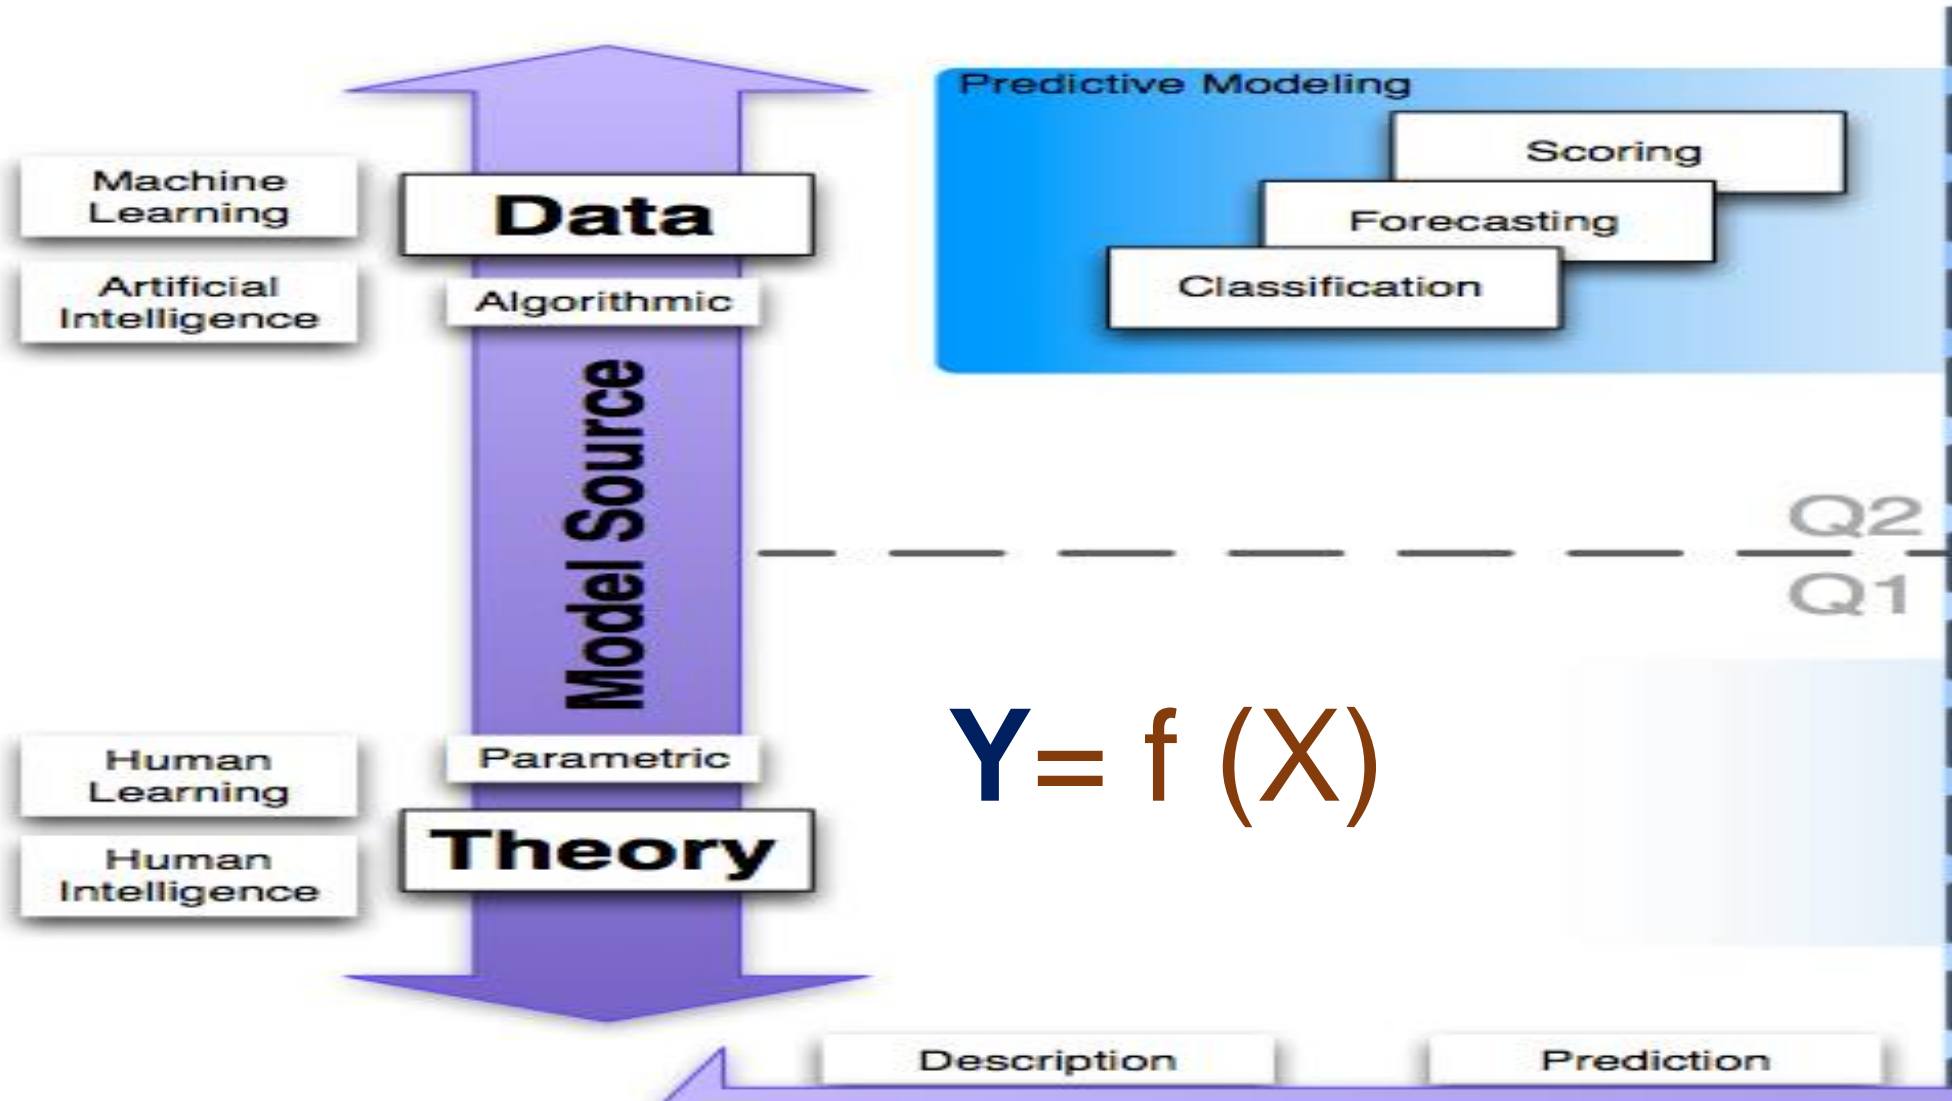 Predictive Modeling
Scoring
Forecasting
Classification
Machine
Learning
Data
Artificial
Intelligence
Algorithmic
Model Source
Q2
Q1
Y= f (X)
Human
Learning
Parametric
Theory
Human
Intelligence
Description
Prediction